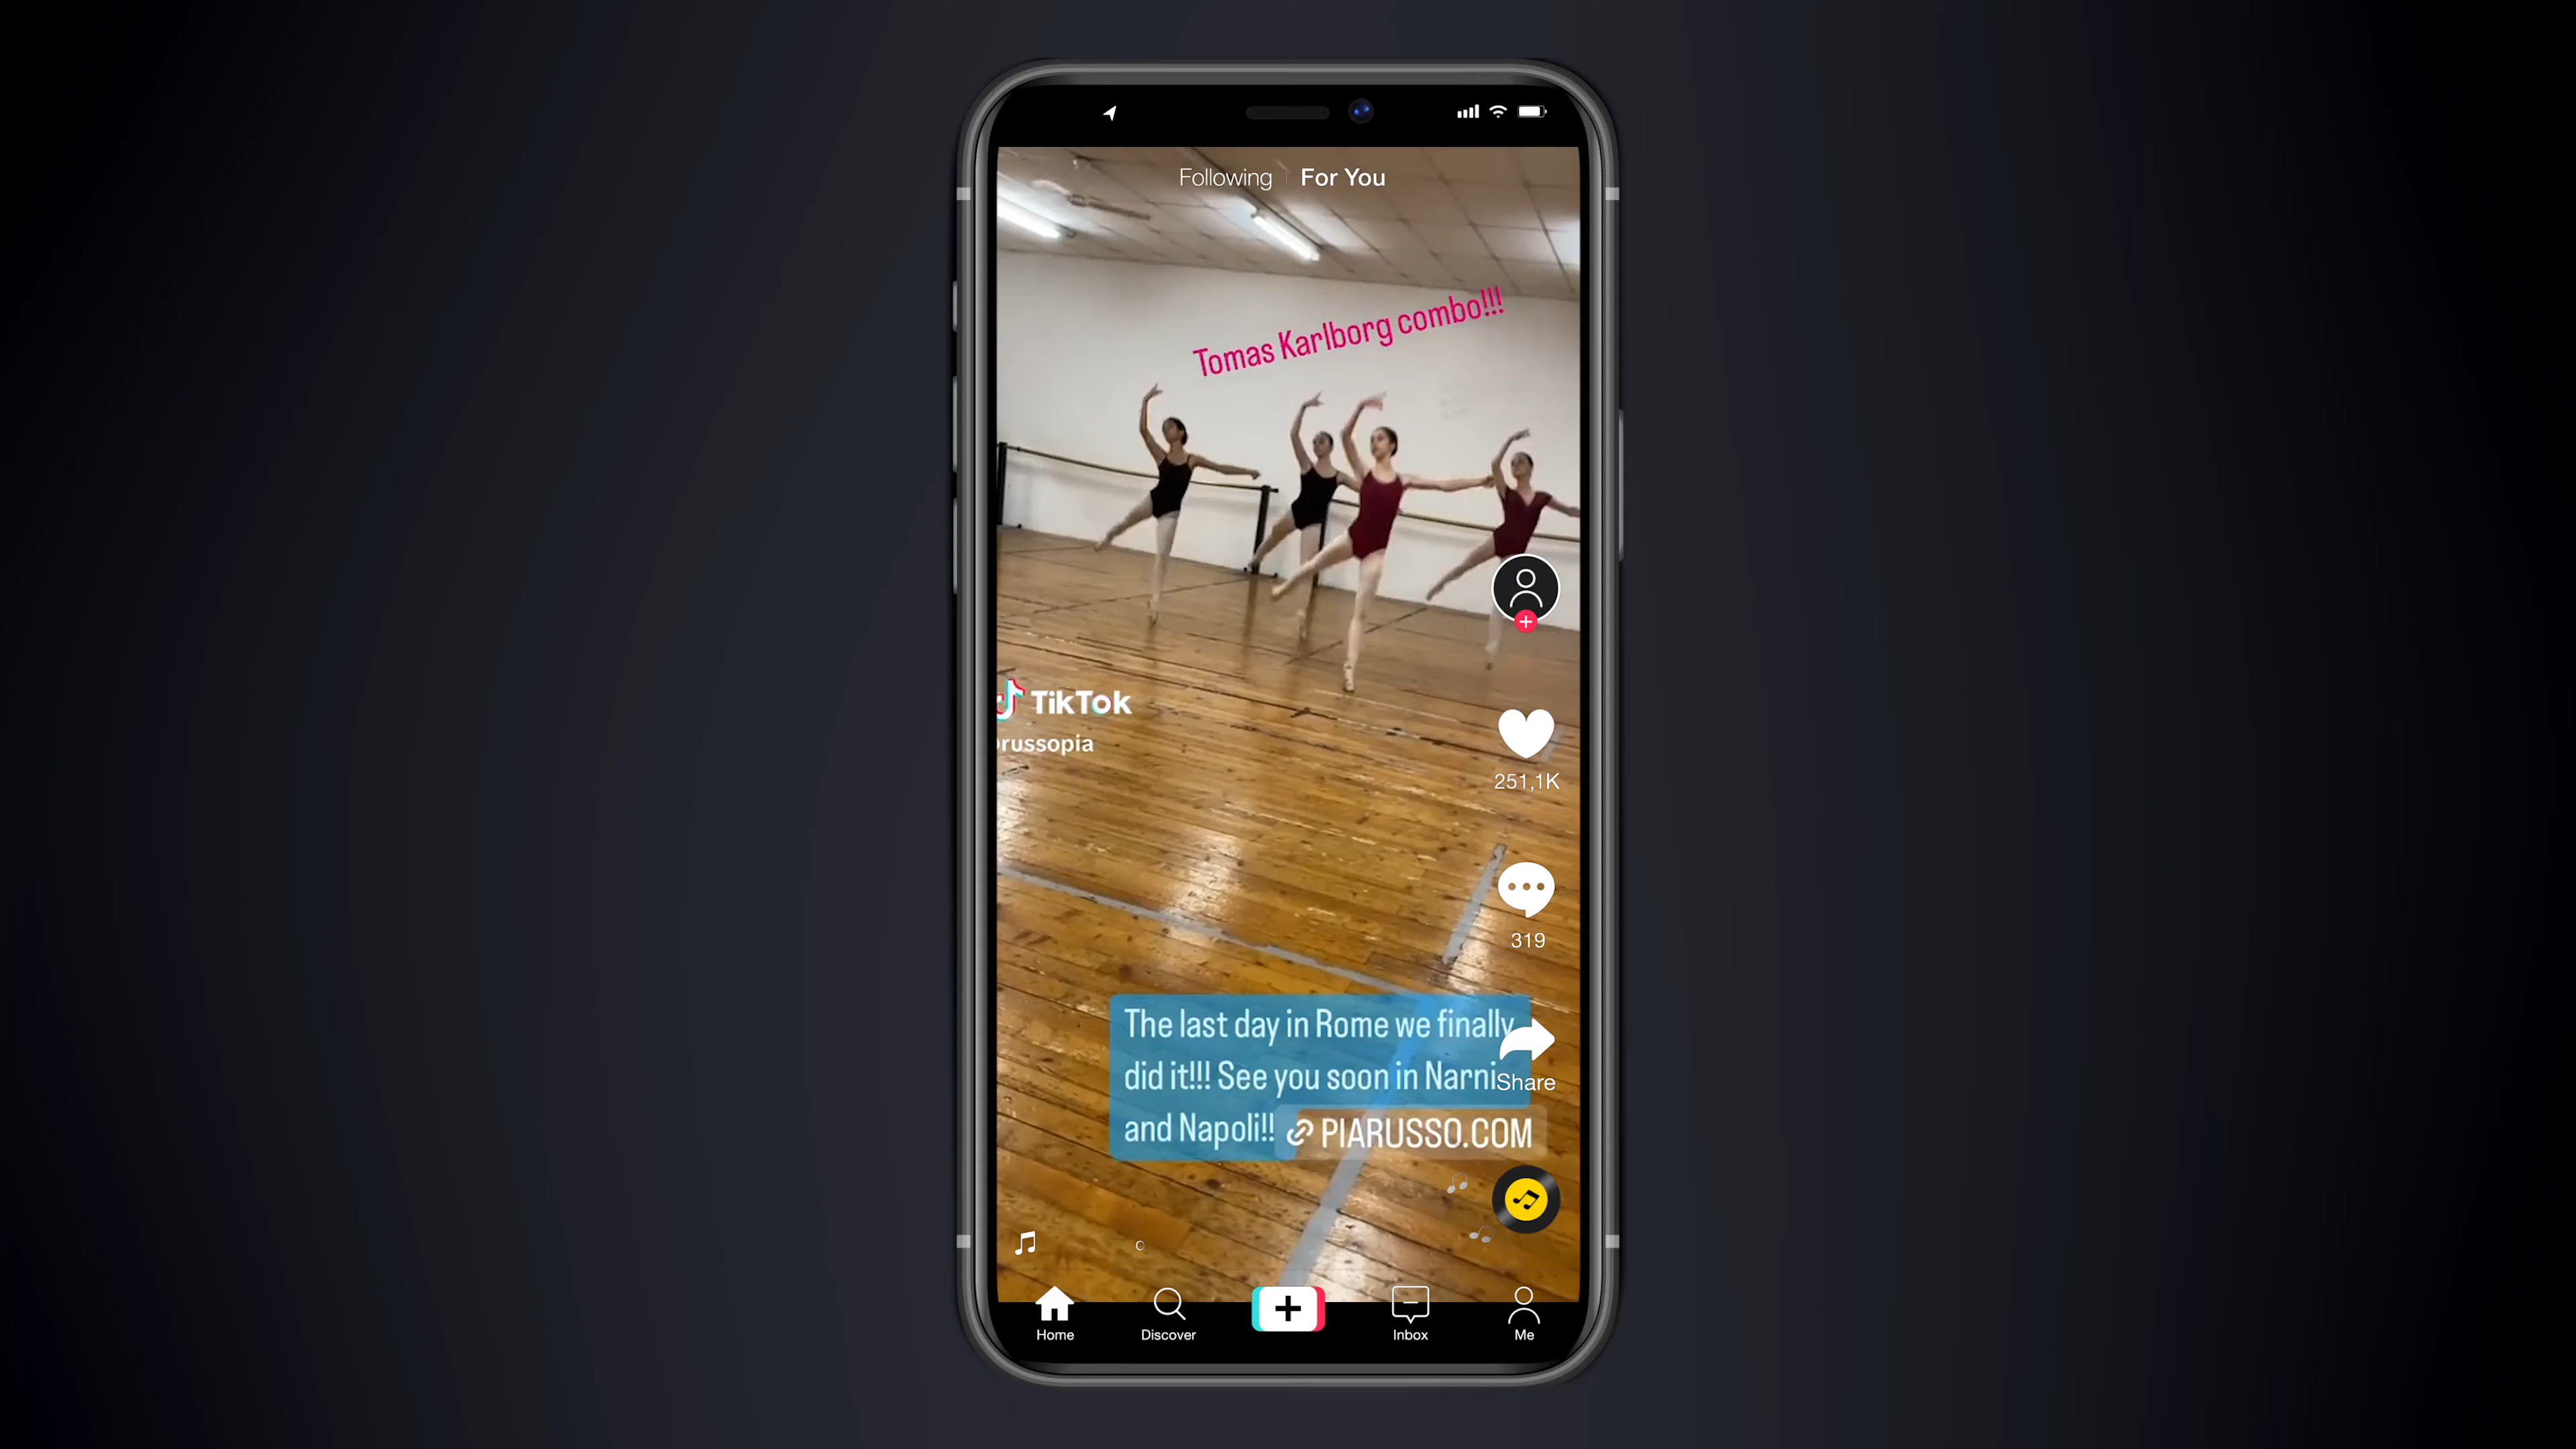 Following
For You
Tomas Karlborg combo!!!
TikTok
russopia
251,1K
319
The last day in Rome we finally
did it!!! See you soon in Narni
and Napoli!!
PIARUSSO.COM
Share
Home
Discover
Inbox
Me